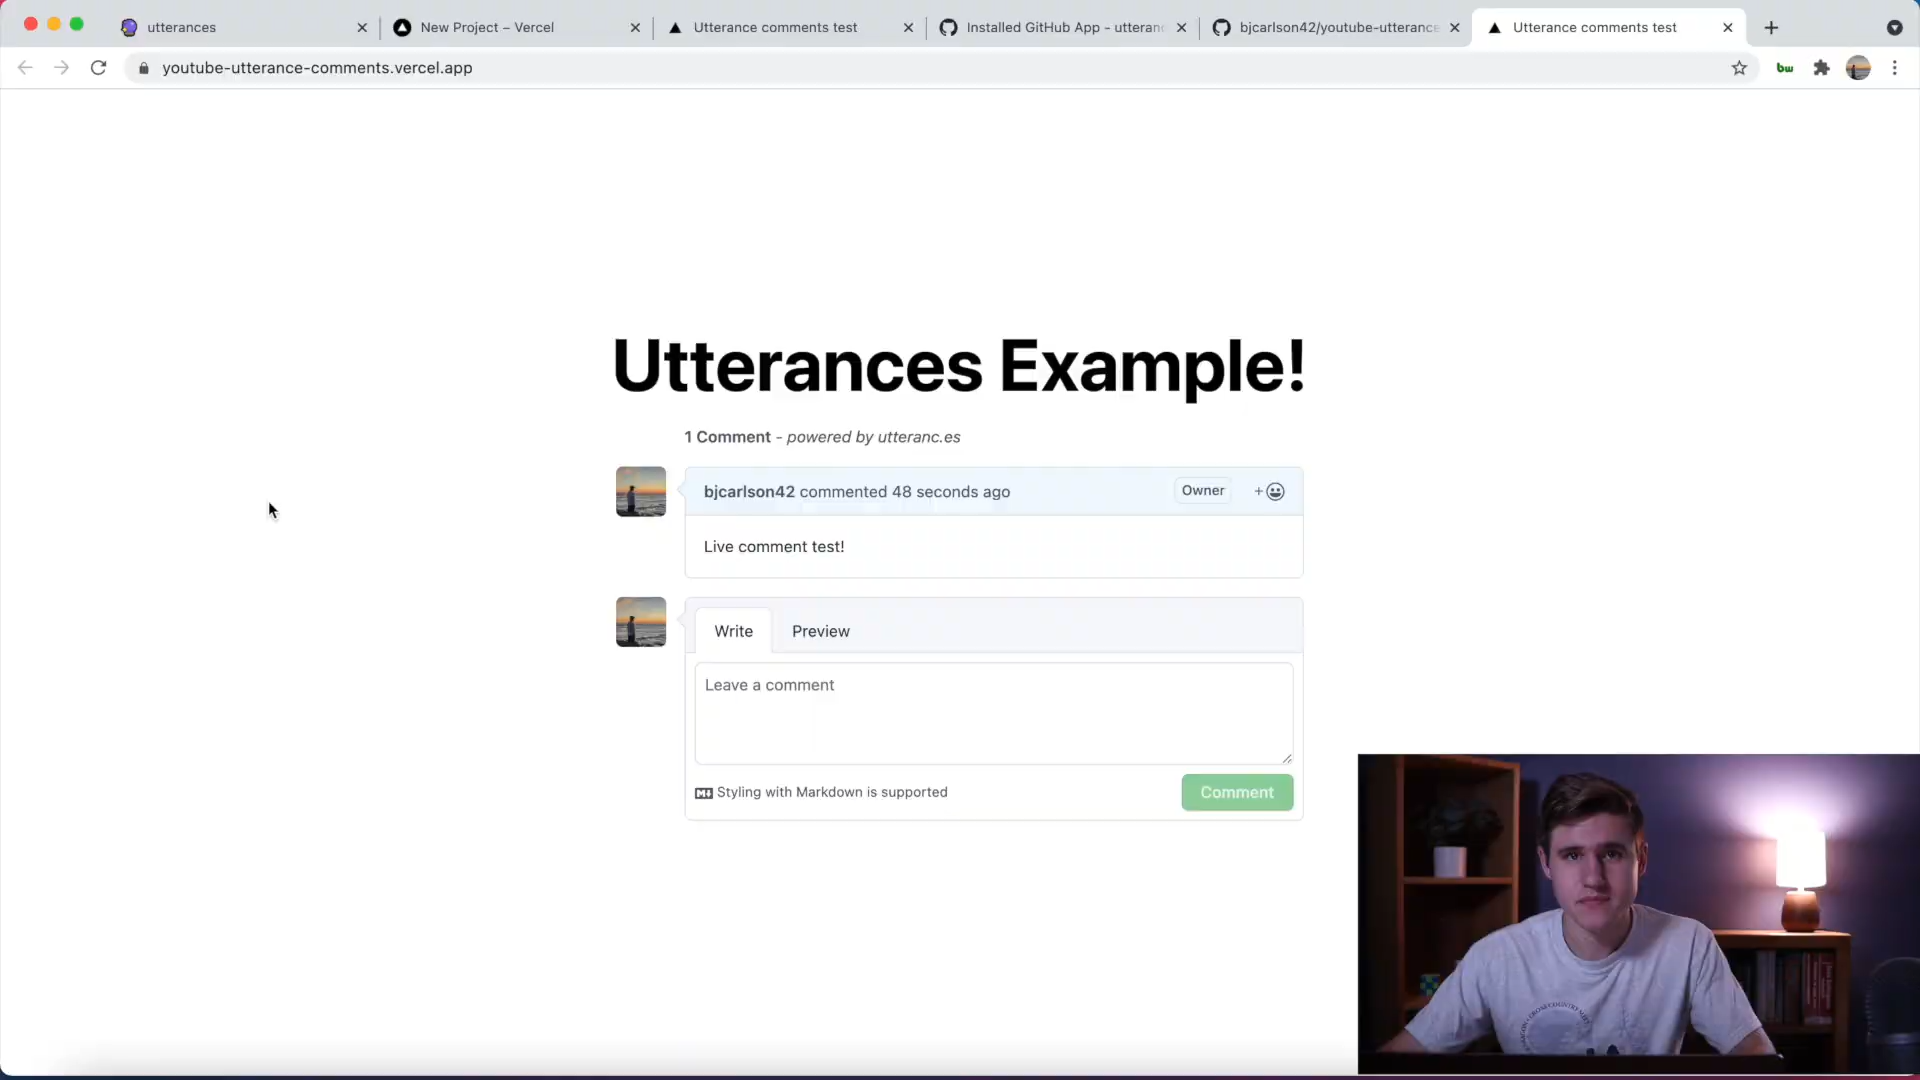 utterances
New Project – Vercel
Utterance comments test
Installed GitHub App - utteran
bjcarlson42/youtube-utterance
Utterance comments test
youtube-utterance-comments.vercel.app
bw
Utterances Example!
1 Comment - powered by utteranc.es
bjcarlson42 commented 48 seconds ago
Owner
Live comment test!
Write
Preview
Leave a comment
Styling with Markdown is supported
Comment